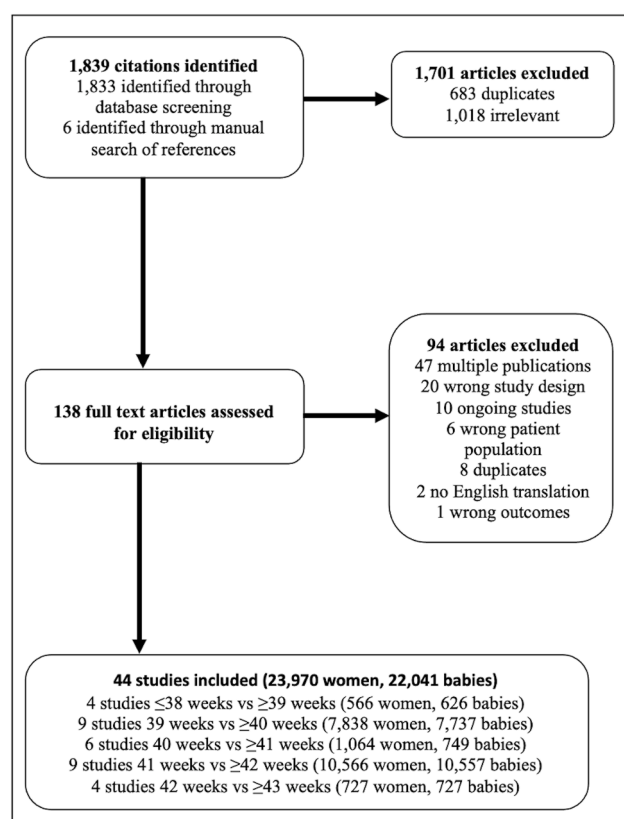 1,839 citations identified
1,833 identified through
database screening
6 identified through manual
search of references
1,701 articles excluded
683 duplicates
1,018 irrelevant
138 full text articles assessed
for eligibility
94 articles excluded
47 multiple publications
20 wrong study design
10 ongoing studies
6 wrong patient
population
8 duplicates
2 no English translation
1 wrong outcomes
44 studies included (23,970 women, 22,041 babies)
4 studies ≤38 weeks vs ≥39 weeks (566 women, 626 babies)
9 studies 39 weeks vs ≥40 weeks (7,838 women, 7,737 babies)
6 studies 40 weeks vs ≥41 weeks (1,064 women, 749 babies)
9 studies 41 weeks vs ≥42 weeks (10,566 women, 10,557 babies)
4 studies 42 weeks vs ≥43 weeks (727 women, 727 babies)